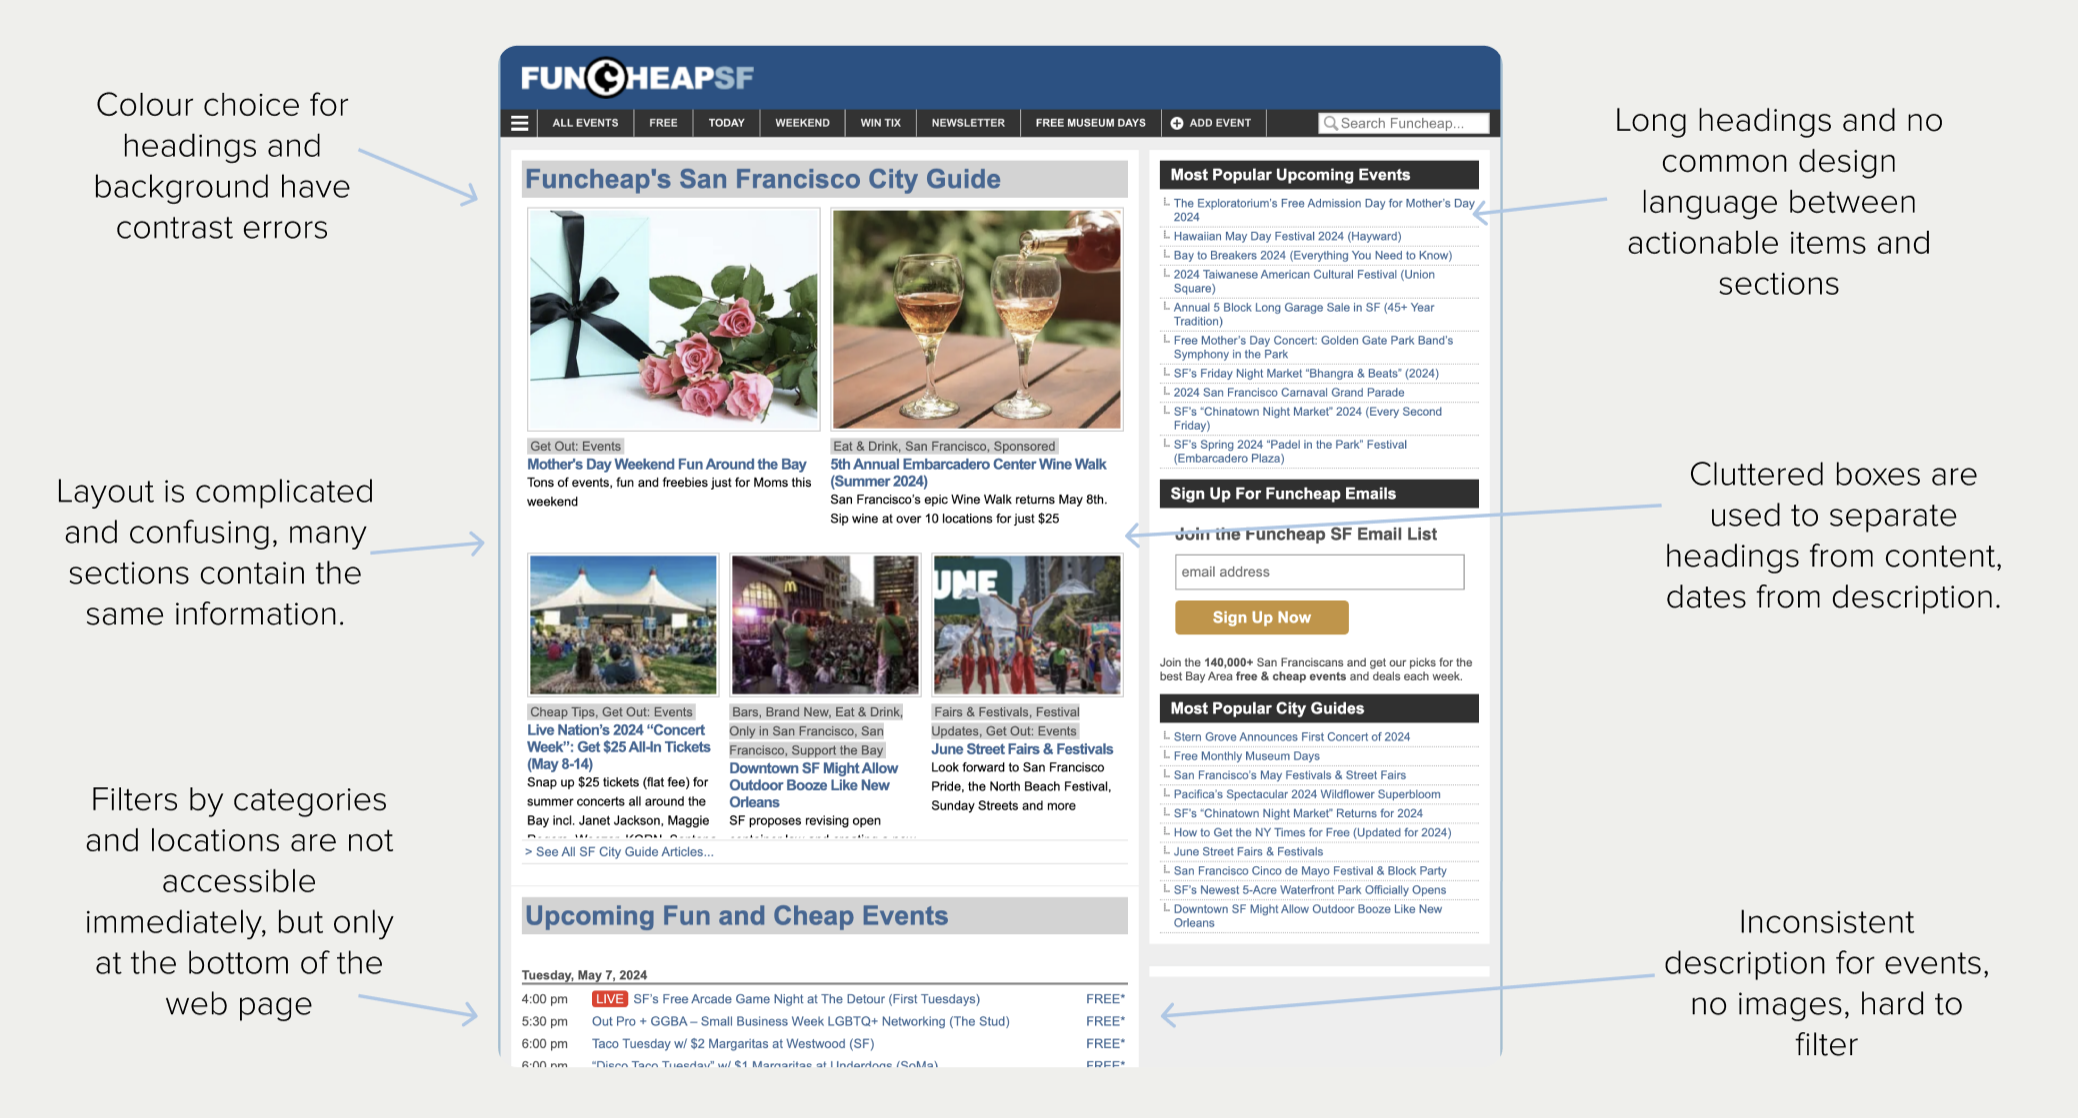 Colour choice for
headings and
background have
contrast errors
Layout is complicated
and confusing, many
sections contain the
same information.
Filters by categories
and locations are not
accessible
immediately, but only
at the bottom of the
web page
FUNCHEAPSF
ALL EVENTS
FREE
TODAY
WEEKEND
WIN TIX
NEWSLETTER
FREE MUSEUM DAYS
ADD EVENT
Search Funcheap...
Funcheap's San Francisco City Guide
Get Out: Events
Mother's Day Weekend Fun Around the Bay
Tons of events, fun and freebies just for Moms this
weekend
Eat & Drink, San Francisco, Sponsored
5th Annual Embarcadero Center Wine Walk
(Summer 2024)
San Francisco's epic Wine Walk returns May 8th.
Sip wine at over 10 locations for just $25
Cheap Tips, Get Out: Events
Live Nation's 2024 “Concert
Week”: Get $25 All-In Tickets
(May 8-14)
Snap up $25 tickets (flat fee) for
summer concerts all around the
Bay incl. Janet Jackson, Maggie
Bars, Brand New, Eat & Drink,
Only in San Francisco, San
Francisco, Support the Bay
Downtown SF Might Allow
Outdoor Booze Like New
Orleans
SF proposes revising open
UNE
Fairs & Festivals, Festival
Updates, Get Out: Events
June Street Fairs & Festivals
Look forward to San Francisco
Pride, the North Beach Festival,
Sunday Streets and more
> See All SF City Guide Articles...
Upcoming Fun and Cheap Events
Tuesday, May 7, 2024
4:00 pm LIVE SF's Free Arcade Game Night at The Detour (First Tuesdays) FREE*
5:30 pm Out Pro + GGBA – Small Business Week LGBTQ+ Networking (The Stud) FREE*
6:00 pm Taco Tuesday w/ $2 Margaritas at Westwood (SF) FREE*
6:00 pm “Disco Taco Tuesday” w/ $1 Margaritas at Underdogs (SoMa) FREE*
Most Popular Upcoming Events
The Exploratorium's Free Admission Day for Mother's Day
2024
Hawaiian May Day Festival 2024 (Hayward)
Bay to Breakers 2024 (Everything You Need to Know)
2024 Taiwanese American Cultural Festival (Union
Square)
Annual 5 Block Long Garage Sale in SF (45+ Year
Tradition)
Free Mother's Day Concert: Golden Gate Park Band's
Symphony in the Park
SF's Friday Night Market “Bhangra & Beats” (2024)
2024 San Francisco Carnaval Grand Parade
SF's “Chinatown Night Market” 2024 (Every Second
Friday)
SF's Spring 2024 “Padel in the Park” Festival
(Embarcadero Plaza)
Sign Up For Funcheap Emails
Join the Funcheap SF Email List
email address
Sign Up Now
Join the 140,000+ San Franciscans and get our picks for the
best Bay Area free & cheap events and deals each week.
Most Popular City Guides
Stern Grove Announces First Concert of 2024
Free Monthly Museum Days
San Francisco's May Festivals & Street Fairs
Pacifica's Spectacular 2024 Wildflower Superbloom
SF's “Chinatown Night Market” Returns for 2024
How to Get the NY Times for Free (Updated for 2024)
June Street Fairs & Festivals
San Francisco Cinco de Mayo Festival & Block Party
SF's Newest 5-Acre Waterfront Park Officially Opens
Downtown SF Might Allow Outdoor Booze Like New
Orleans
Long headings and no
common design
language between
actionable items and
sections
Cluttered boxes are
used to separate
headings from content,
dates from description.
Inconsistent
description for events,
no images, hard to
filter